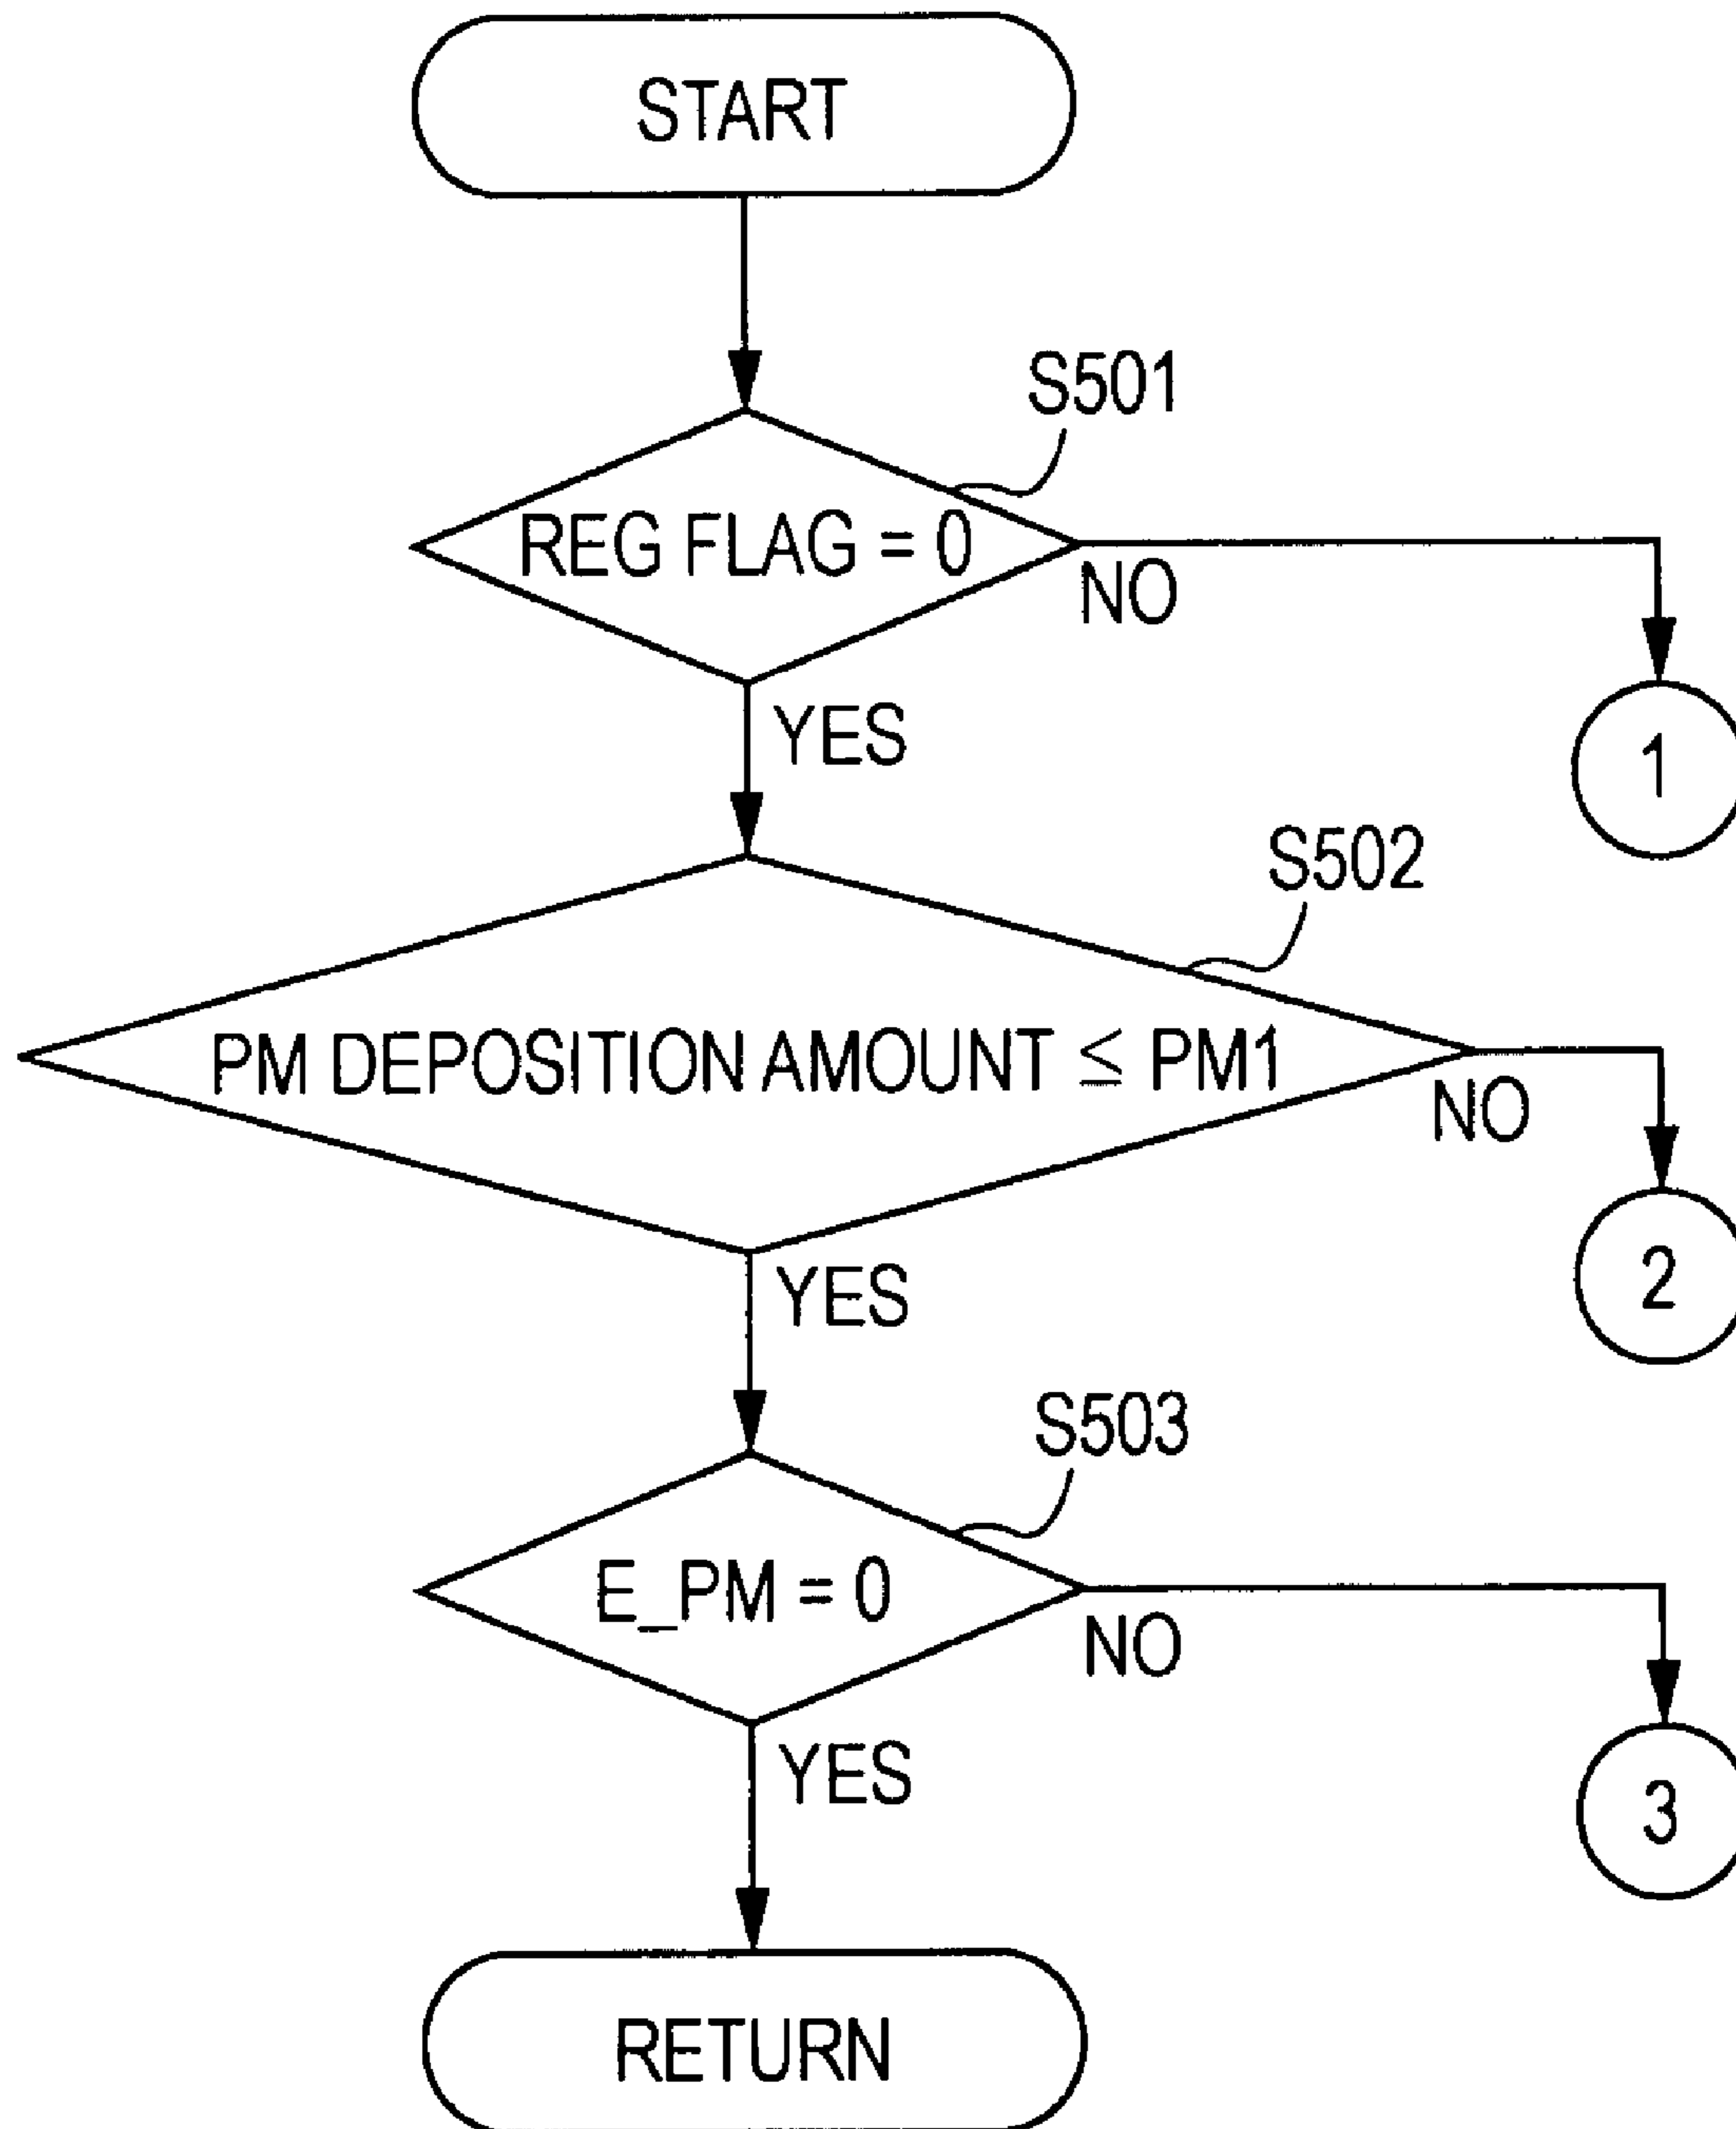 START
S501
REG FLAG = 0
NO
YES
1
S502
PM DEPOSITION AMOUNT ≤ PM1
NO
YES
2
S503
E_PM = 0
NO
YES
3
RETURN